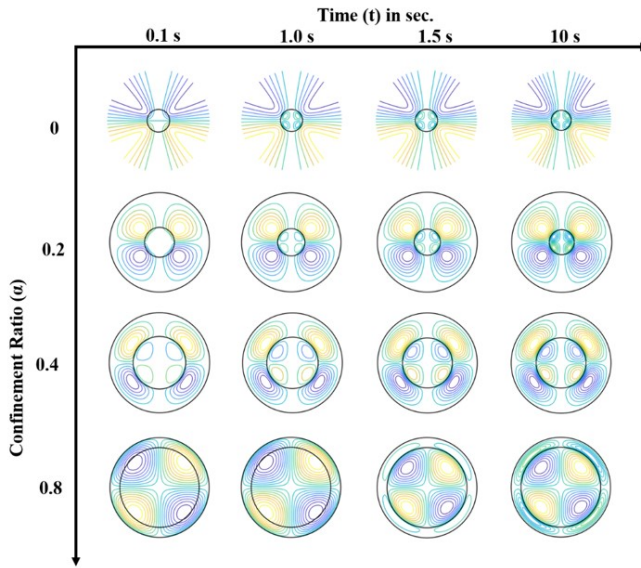 Time (t) in sec.
0.1 s 1.0 s 1.5 s 10 s
Confinement Ratio (α)
0
0.2
0.4
0.8